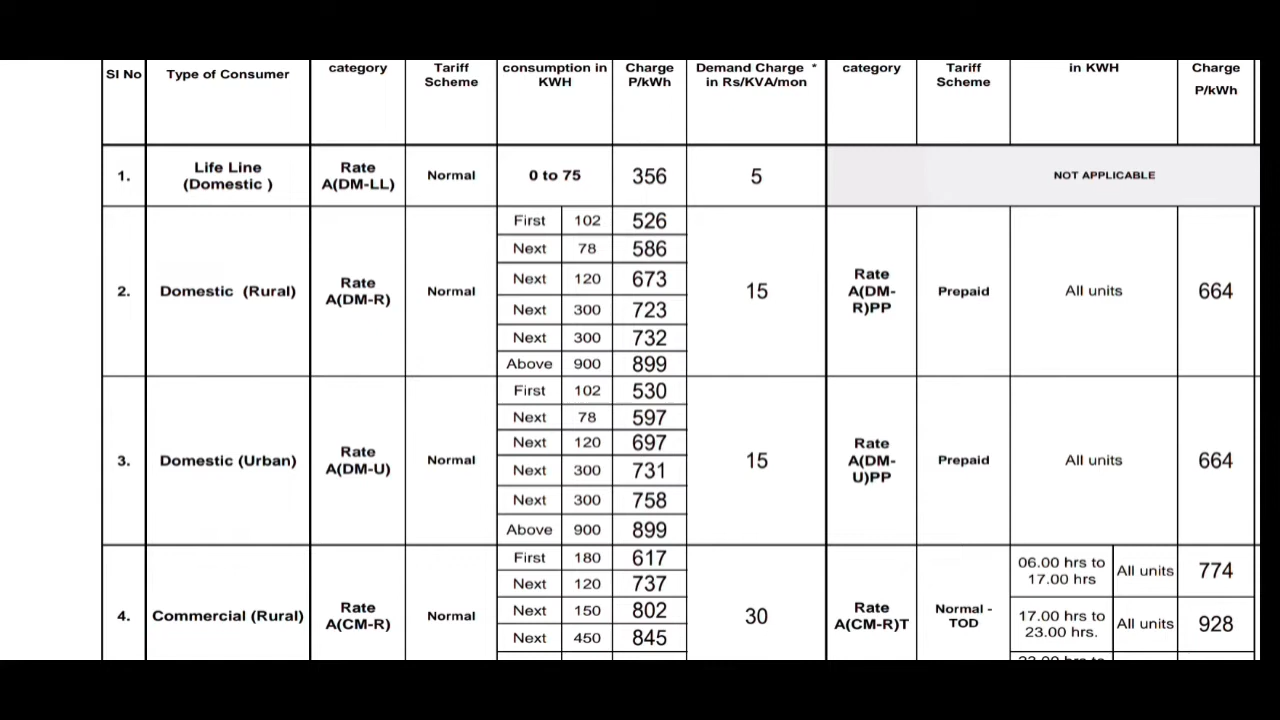 Sl No Type of Consumer category Tariff Scheme consumption in KWH Charge P/kWh Demand Charge * in Rs/KVA/mon category Tariff Scheme in KWH Charge P/kWh
1. Life Line (Domestic ) Rate A(DM-LL) Normal 0 to 75 356 5 NOT APPLICABLE
2. Domestic (Rural) Rate A(DM-R) Normal 15 Rate A(DM-R)PP Prepaid All units 664
First 102 526
Next 78 586
Next 120 673
Next 300 723
Next 300 732
Above 900 899
3. Domestic (Urban) Rate A(DM-U) Normal 15 Rate A(DM-U)PP Prepaid All units 664
First 102 530
Next 78 597
Next 120 697
Next 300 731
Next 300 758
Above 900 899
4. Commercial (Rural) Rate A(CM-R) Normal 30 Rate A(CM-R)T Normal - TOD
First 180 617
Next 120 737
Next 150 802
Next 450 845
06.00 hrs to 17.00 hrs All units 774
17.00 hrs to 23.00 hrs. All units 928